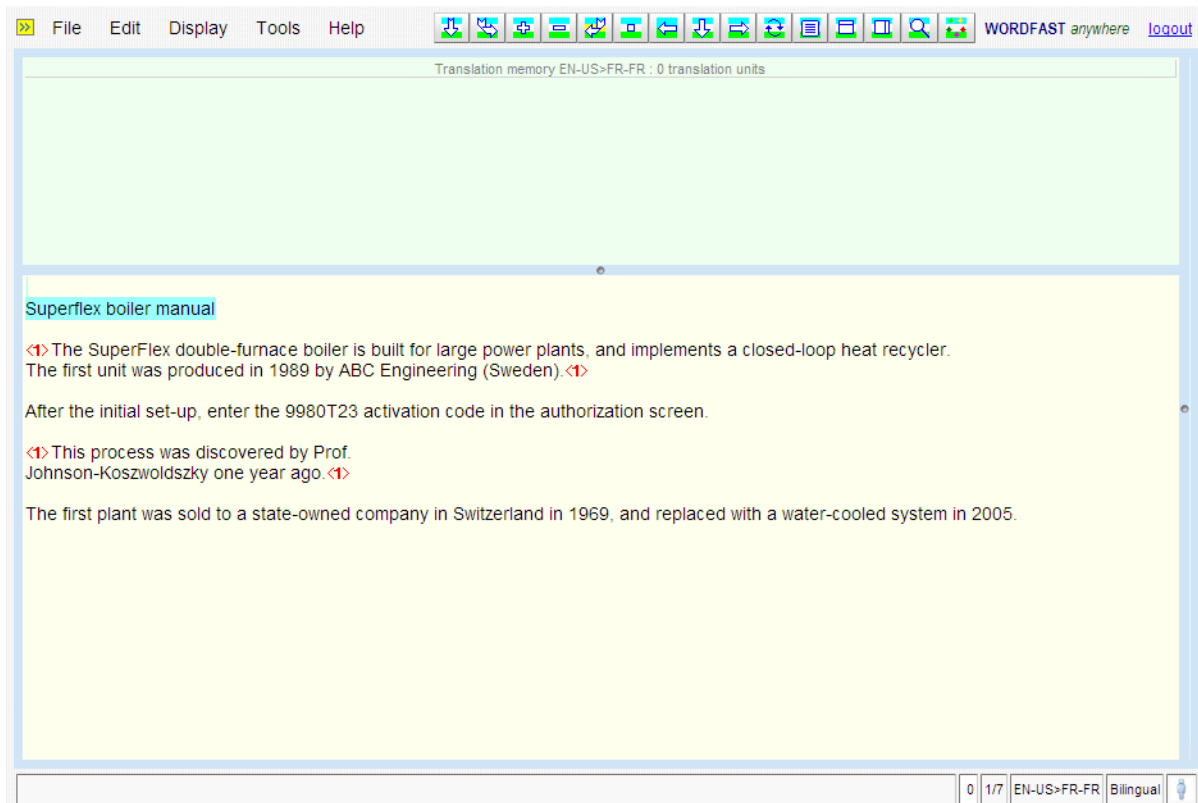 File Edit Display Tools Help WORDFAST anywhere logout
Translation memory EN-US>FR-FR : 0 translation units
Superflex boiler manual
<1>The SuperFlex double-furnace boiler is built for large power plants, and implements a closed-loop heat recycler.
The first unit was produced in 1989 by ABC Engineering (Sweden).<1>
After the initial set-up, enter the 9980T23 activation code in the authorization screen.
<1>This process was discovered by Prof.
Johnson-Koszwoldszky one year ago.<1>
The first plant was sold to a state-owned company in Switzerland in 1969, and replaced with a water-cooled system in 2005.
0 1/7 EN-US>FR-FR Bilingual